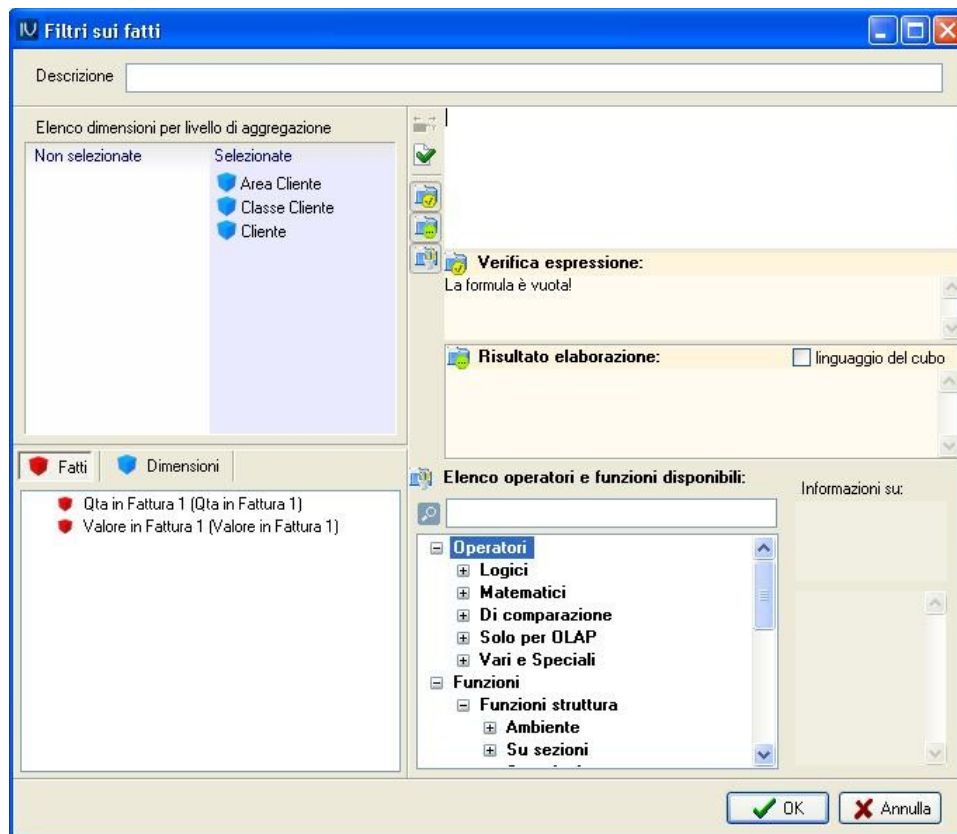 Filtri sui fatti
Descrizione
Elenco dimensioni per livello di aggregazione
Non selezionate
Selezionate
Area Cliente
Classe Cliente
Cliente
Verifica espressione:
La formula è vuota!
Risultato elaborazione:
linguaggio del cubo
Fatti
Dimensioni
Qta in Fattura 1 (Qta in Fattura 1)
Valore in Fattura 1 (Valore in Fattura 1)
Elenco operatori e funzioni disponibili:
Informazioni su:
Operatori
Logici
Matematici
Di comparazione
Solo per OLAP
Vari e Speciali
Funzioni
Funzioni struttura
Ambiente
Su sezioni
OK
Annulla